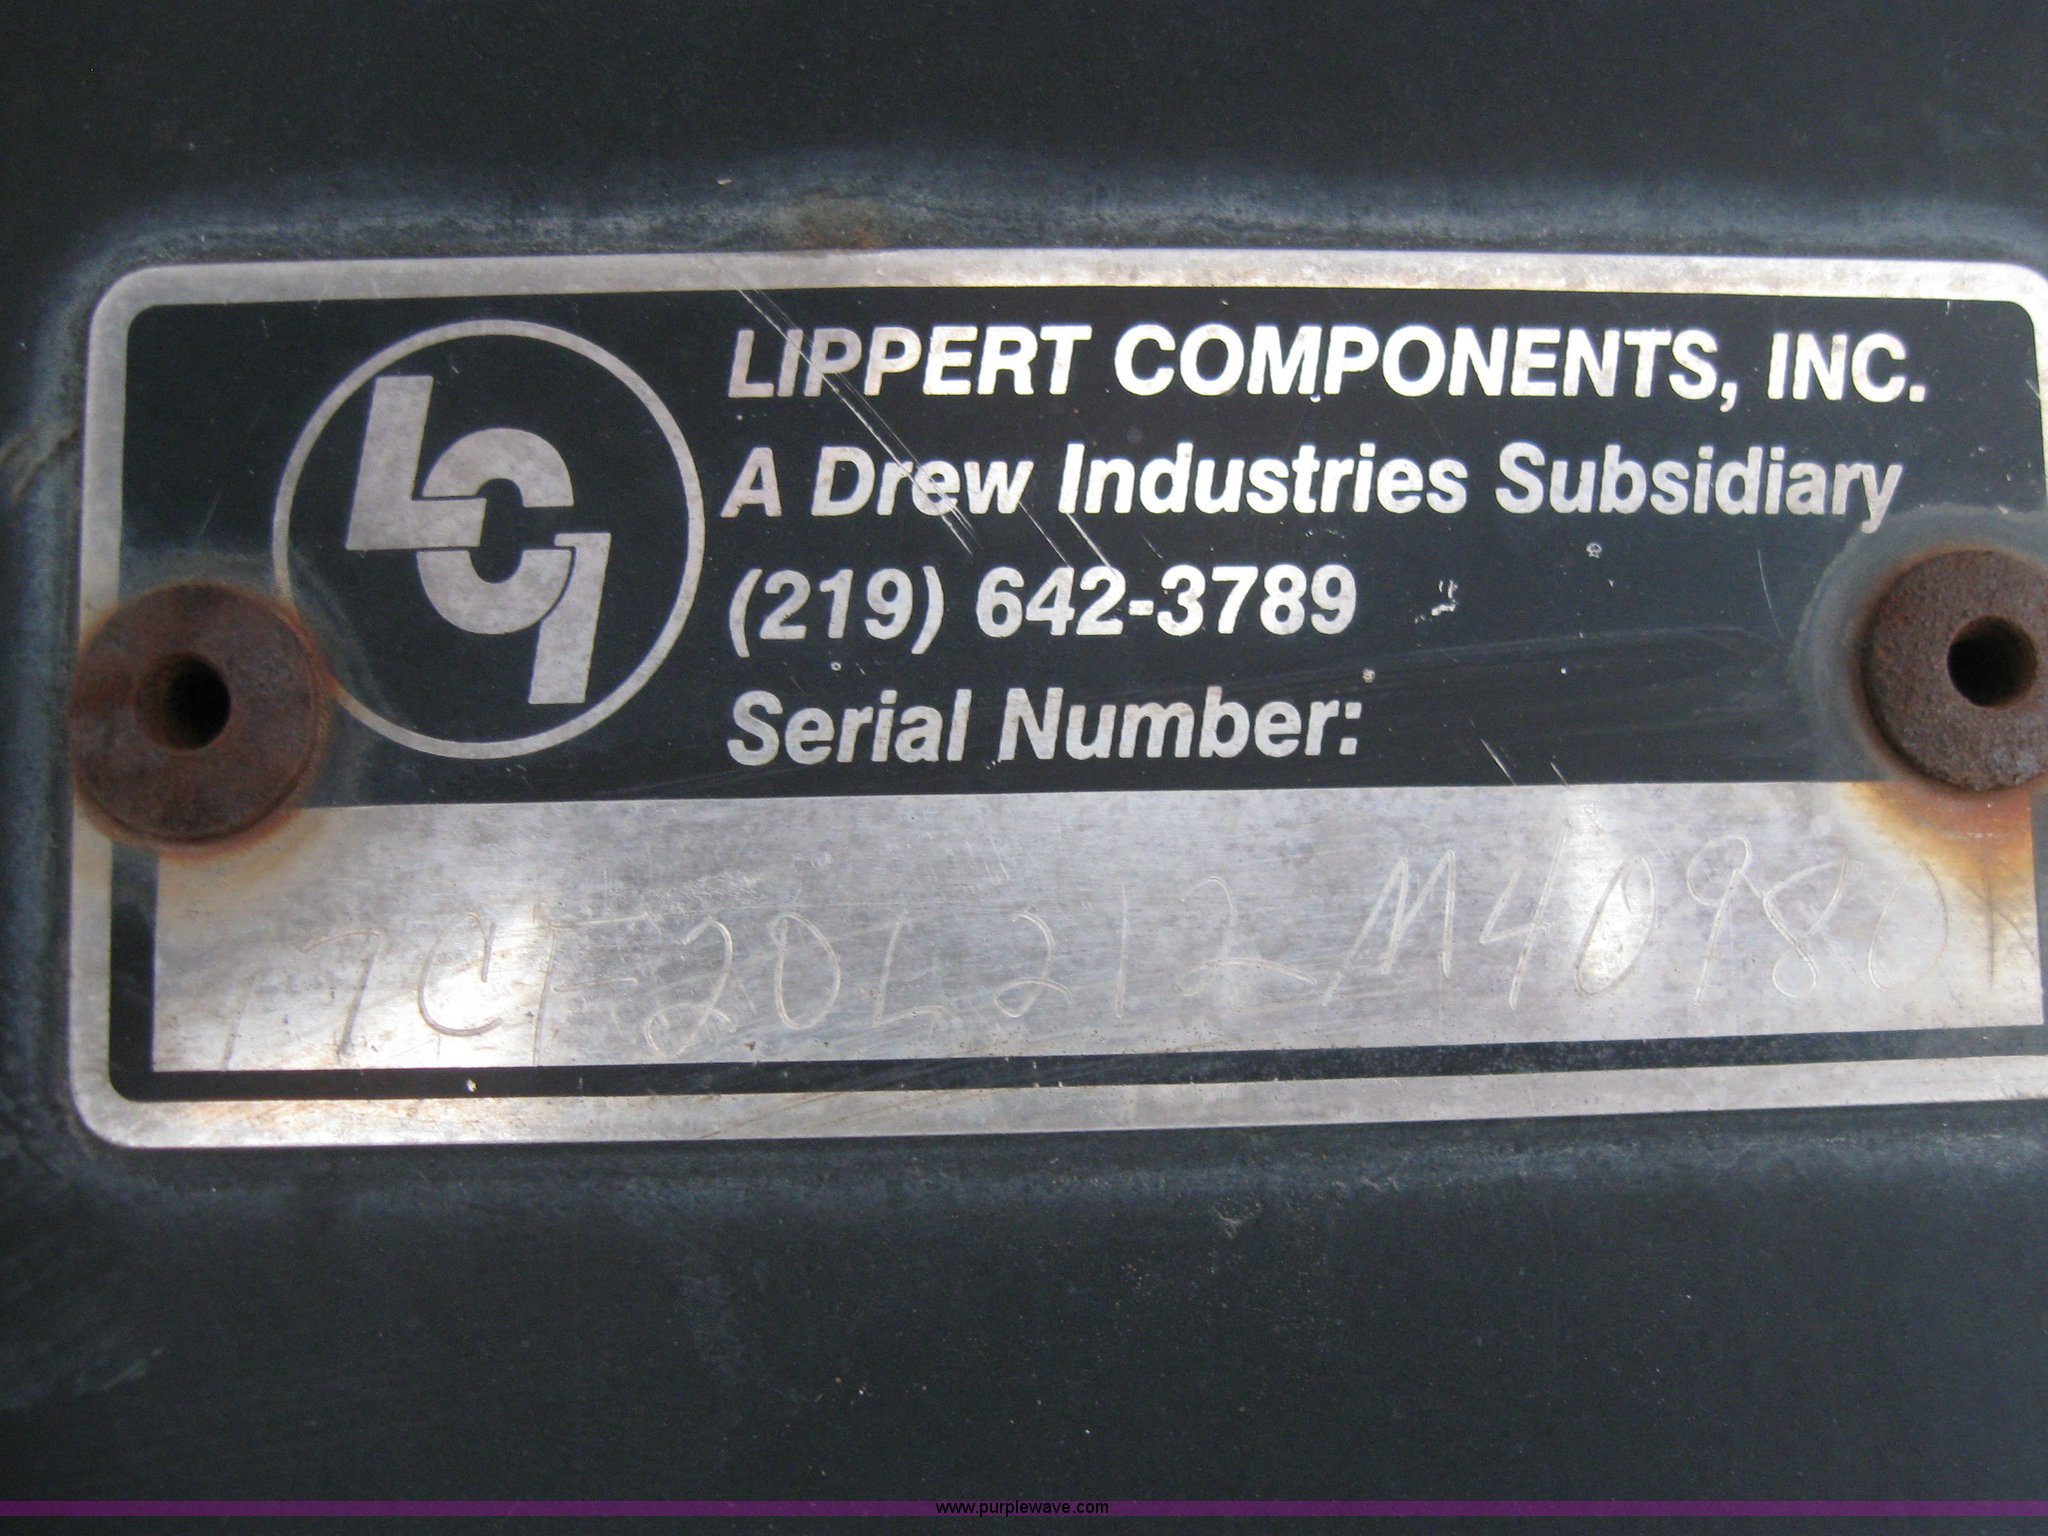 LCI
LIPPERT COMPONENTS, INC.
A Drew Industries Subsidiary
(219) 642-3789
Serial Number:
www.purplewave.com